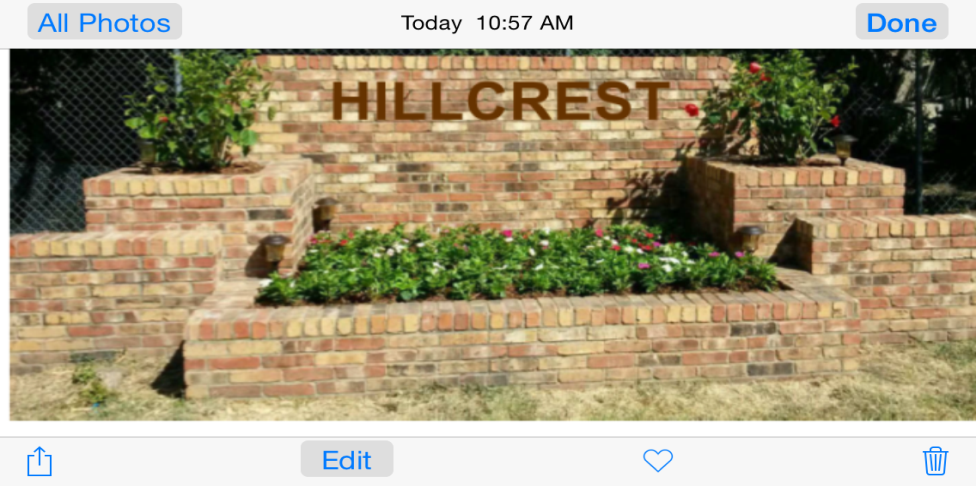 All Photos
Today 10:57 AM
Done
HILLCREST
Edit